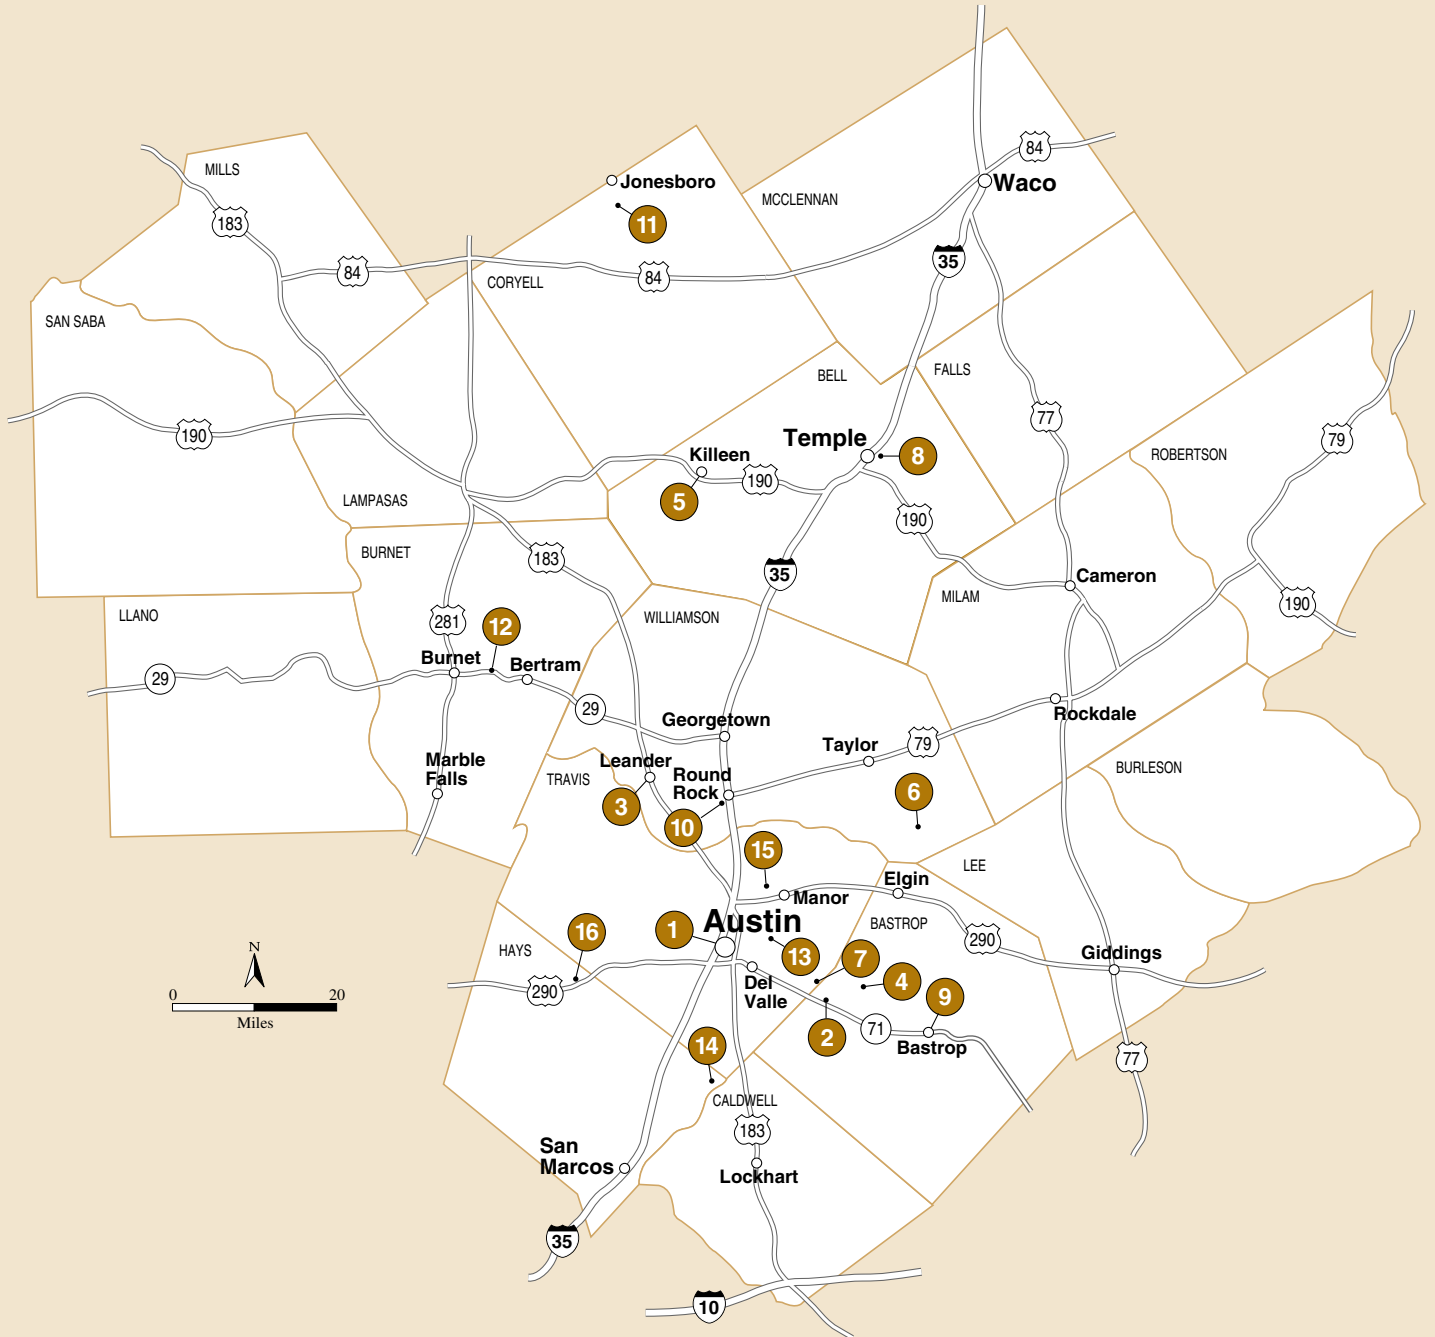 84
Waco
MILLS
Jonesboro
MCCLENNAN
183
11
35
84
84
CORYELL
SAN SABA
BELL
FALLS
77
190
Temple
79
Killeen
8
ROBERTSON
190
5
LAMPASAS
190
BURNET
183
35
Cameron
MILAM
190
LLANO
281
12
WILLIAMSON
Burnet
Bertram
29
29
Georgetown
Rockdale
Taylor
79
Marble
Falls
Leander
Round
Rock
TRAVIS
BURLESON
3
10
6
15
LEE
Elgin
Manor
1
Austin
BASTROP
16
HAYS
290
Giddings
N
13
7
4
290
Del
Valle
9
0
20
Miles
71
2
Bastrop
14
77
CALDWELL
183
San
Marcos
Lockhart
35
10